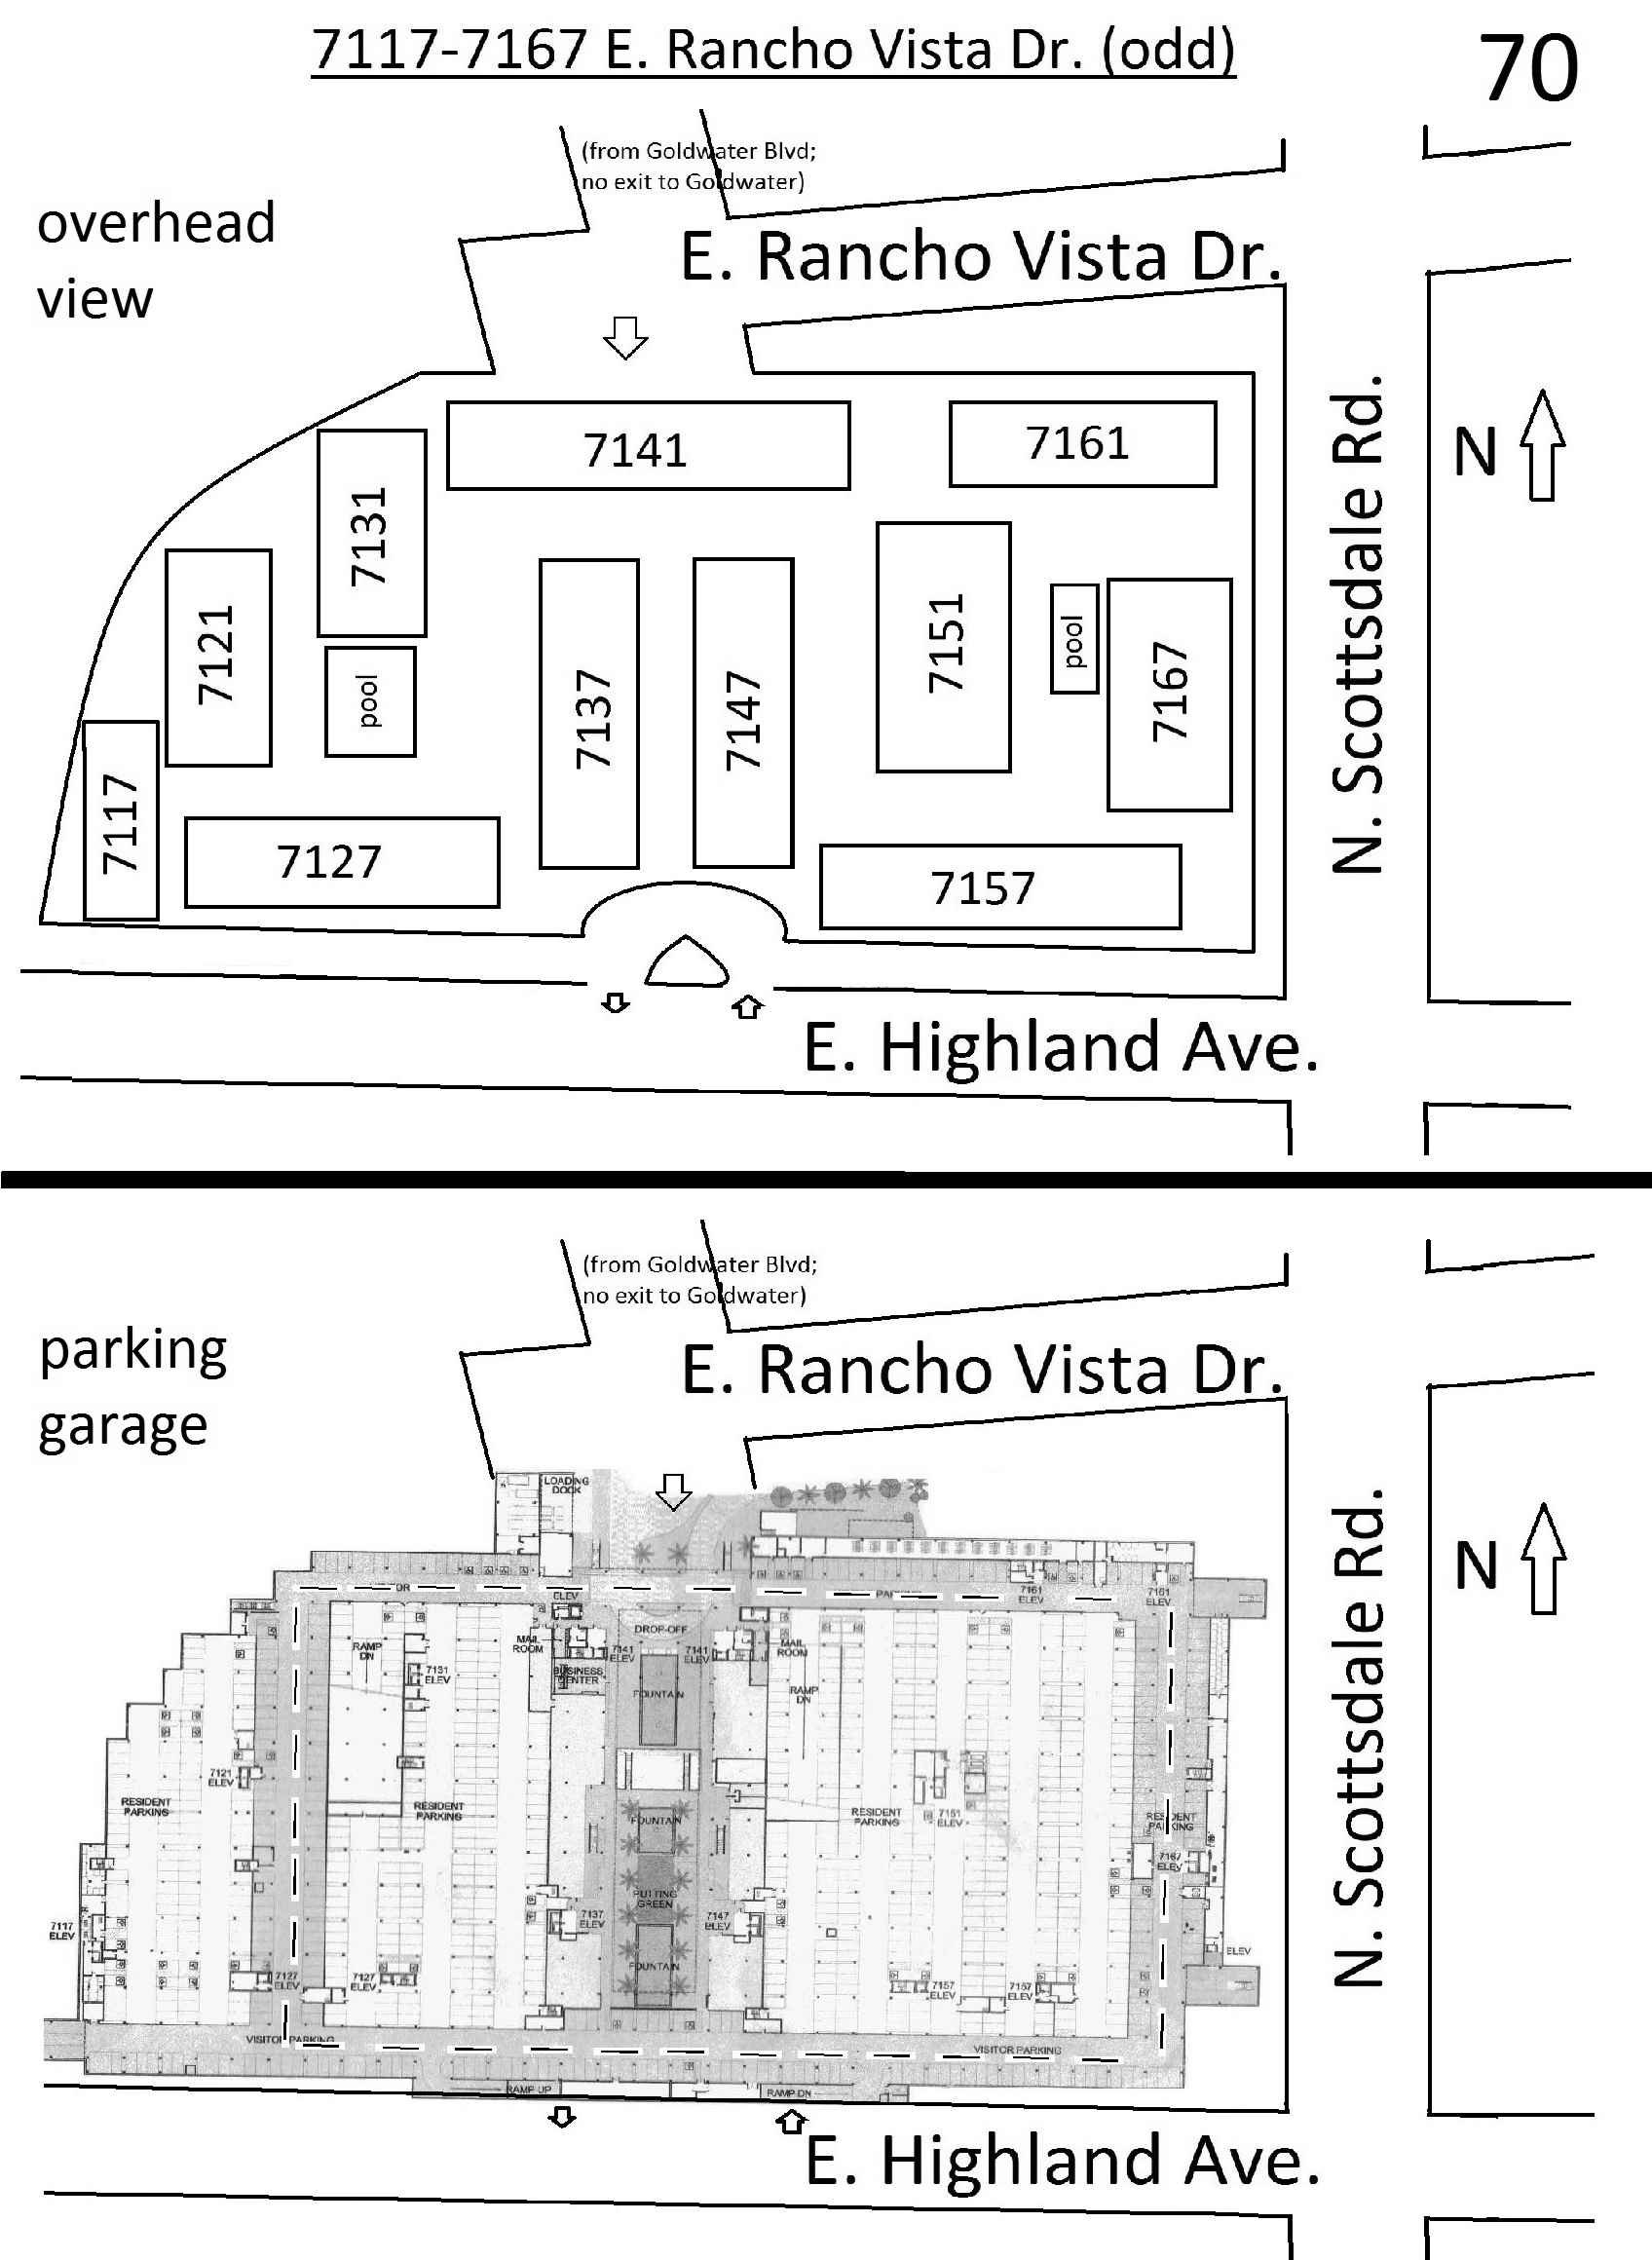 7117-7167 E. Rancho Vista Dr. (odd)
70
(from Goldwater Blvd;
no exit to Goldwater)
overhead
view
E. Rancho Vista Dr.
7141
7161
7131
N. Scottsdale Rd.
N
7121
7151
pool
7167
pool
7137
7147
7117
7127
7157
E. Highland Ave.
(from Goldwater Blvd;
no exit to Goldwater)
parking
garage
E. Rancho Vista Dr.
LOADING
DOCK
N. Scottsdale Rd.
N
ELEV
7161
ELEV
7161
ELEV
DROP-OFF
MAIL
ROOM
7141
ELEV
7141
ELEV
MAIL
ROOM
RAMP
DN
7131
ELEV
BUSINESS
CENTER
FOUNTAIN
RAMP
DN
7121
ELEV
RESIDENT
PARKING
RESIDENT
PARKING
FOUNTAIN
RESIDENT
PARKING
7151
ELEV
RESIDENT
PARKING
7167
ELEV
PUTTING
GREEN
7117
ELEV
7137
ELEV
7147
ELEV
ELEV
FOUNTAIN
7127
ELEV
7127
ELEV
7157
ELEV
7157
ELEV
VISITOR PARKING
VISITOR PARKING
RAMP UP
RAMP DN
E. Highland Ave.